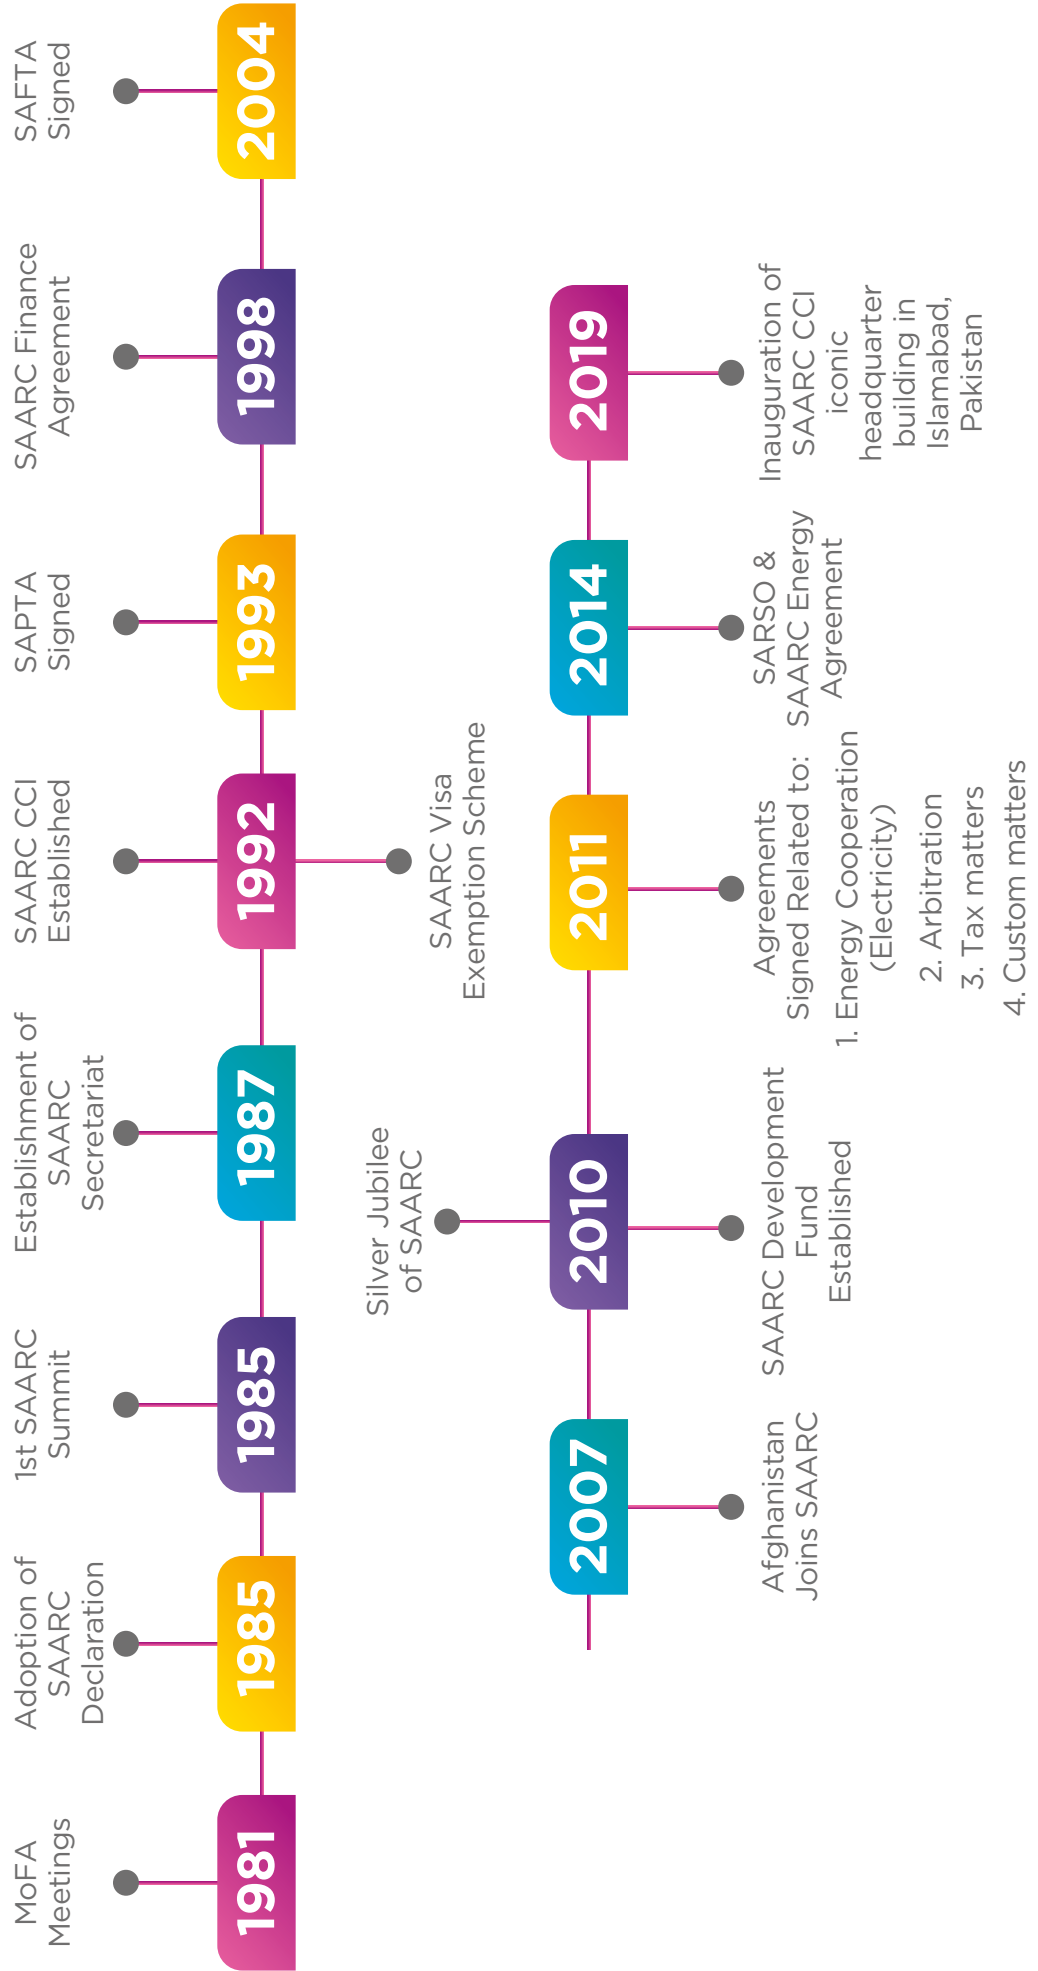 MoFA
Meetings
1981
Adoption of
SAARC
Declaration
1985
1st SAARC
Summit
1985
Establishment of
SAARC
Secretariat
1987
SAARC CCI
Established
1992
SAARC Visa
Exemption Scheme
SAPTA
Signed
1993
SAARC Finance
Agreement
1998
SAFTA
Signed
2004
2007
Afghanistan
Joins SAARC
Silver Jubilee
of SAARC
2010
SAARC Development
Fund
Established
2011
Agreements
Signed Related to:
1. Energy Cooperation
(Electricity)
2. Arbitration
3. Tax matters
4. Custom matters
2014
SARSO &
SAARC Energy
Agreement
2019
Inauguration of
SAARC CCI
iconic
headquarter
building in
Islamabad,
Pakistan